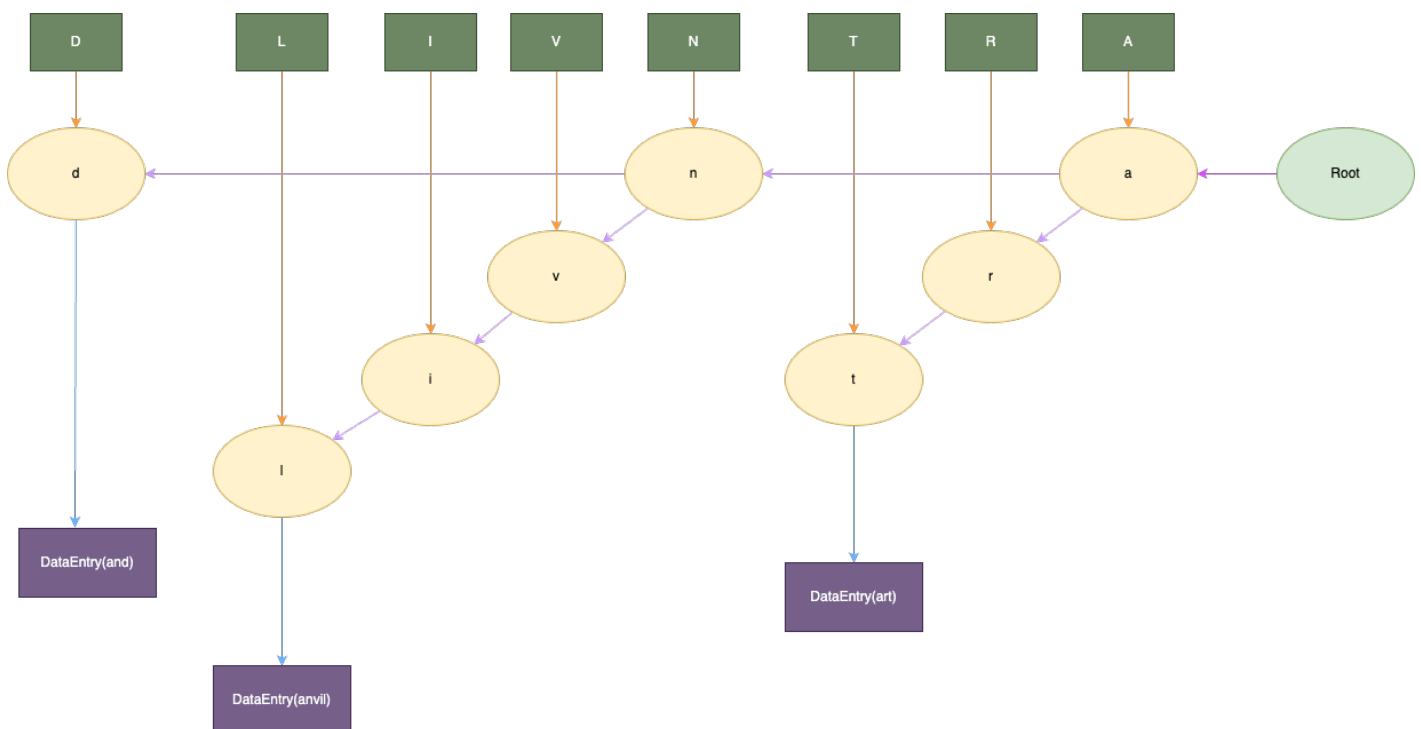 D
L
I
V
N
T
R
A
d
n
a
Root
v
r
i
t
l
DataEntry(and)
DataEntry(art)
DataEntry(anvil)